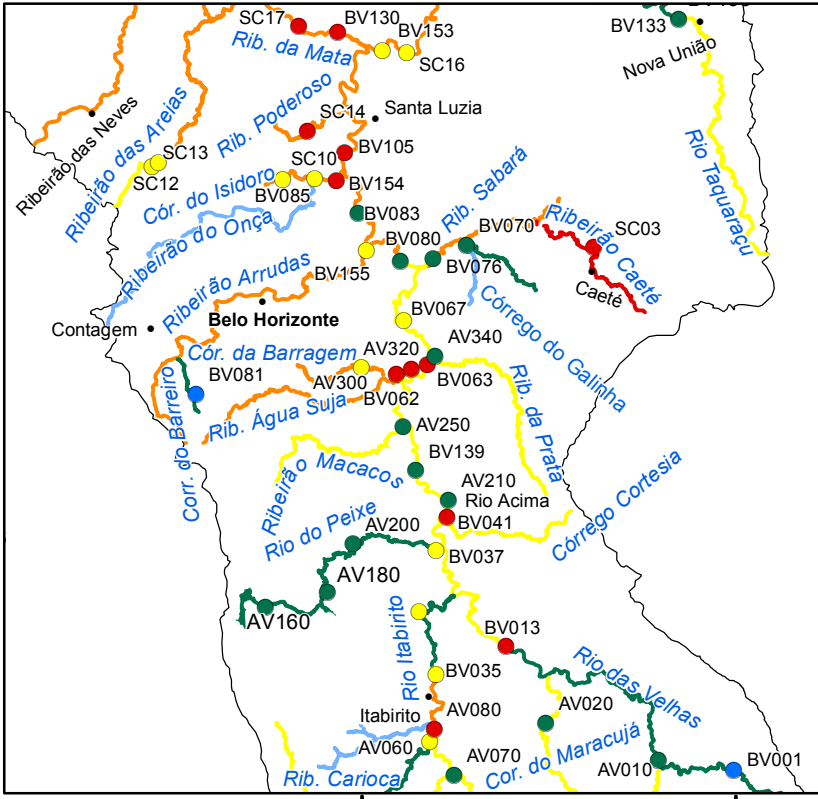 SC17
BV130
BV153
BV133
Rib. da Mata
SC16
Nova União
Rib. Poderoso
SC14
Santa Luzia
Ribeirão das Neves
Ribeirão das Areias
SC13
SC12
BV105
SC10
Cór. do Isidoro
BV085
BV154
Rio Taquaraçu
BV083
Rib. Sabará
BV070
Ribeirão Caeté
SC03
Ribeirão do Onça
BV080
BV076
BV155
Caeté
Ribeirão Arrudas
Belo Horizonte
BV067
Córrego do Galinha
Contagem
Cór. da Barragem
AV320
AV340
BV081
AV300
BV063
BV062
Rib. da Prata
Corr. do Barreiro
Rib. Água Suja
AV250
BV139
Ribeirão Macacos
AV210
Rio Acima
Córrego Cortesia
BV041
Rio do Peixe
AV200
BV037
AV180
AV160
Rio Itabirito
BV013
BV035
Rio das Velhas
Itabirito
AV080
AV020
AV060
Rib. Carioca
AV070
Cor. do Maracujá
AV010
BV001